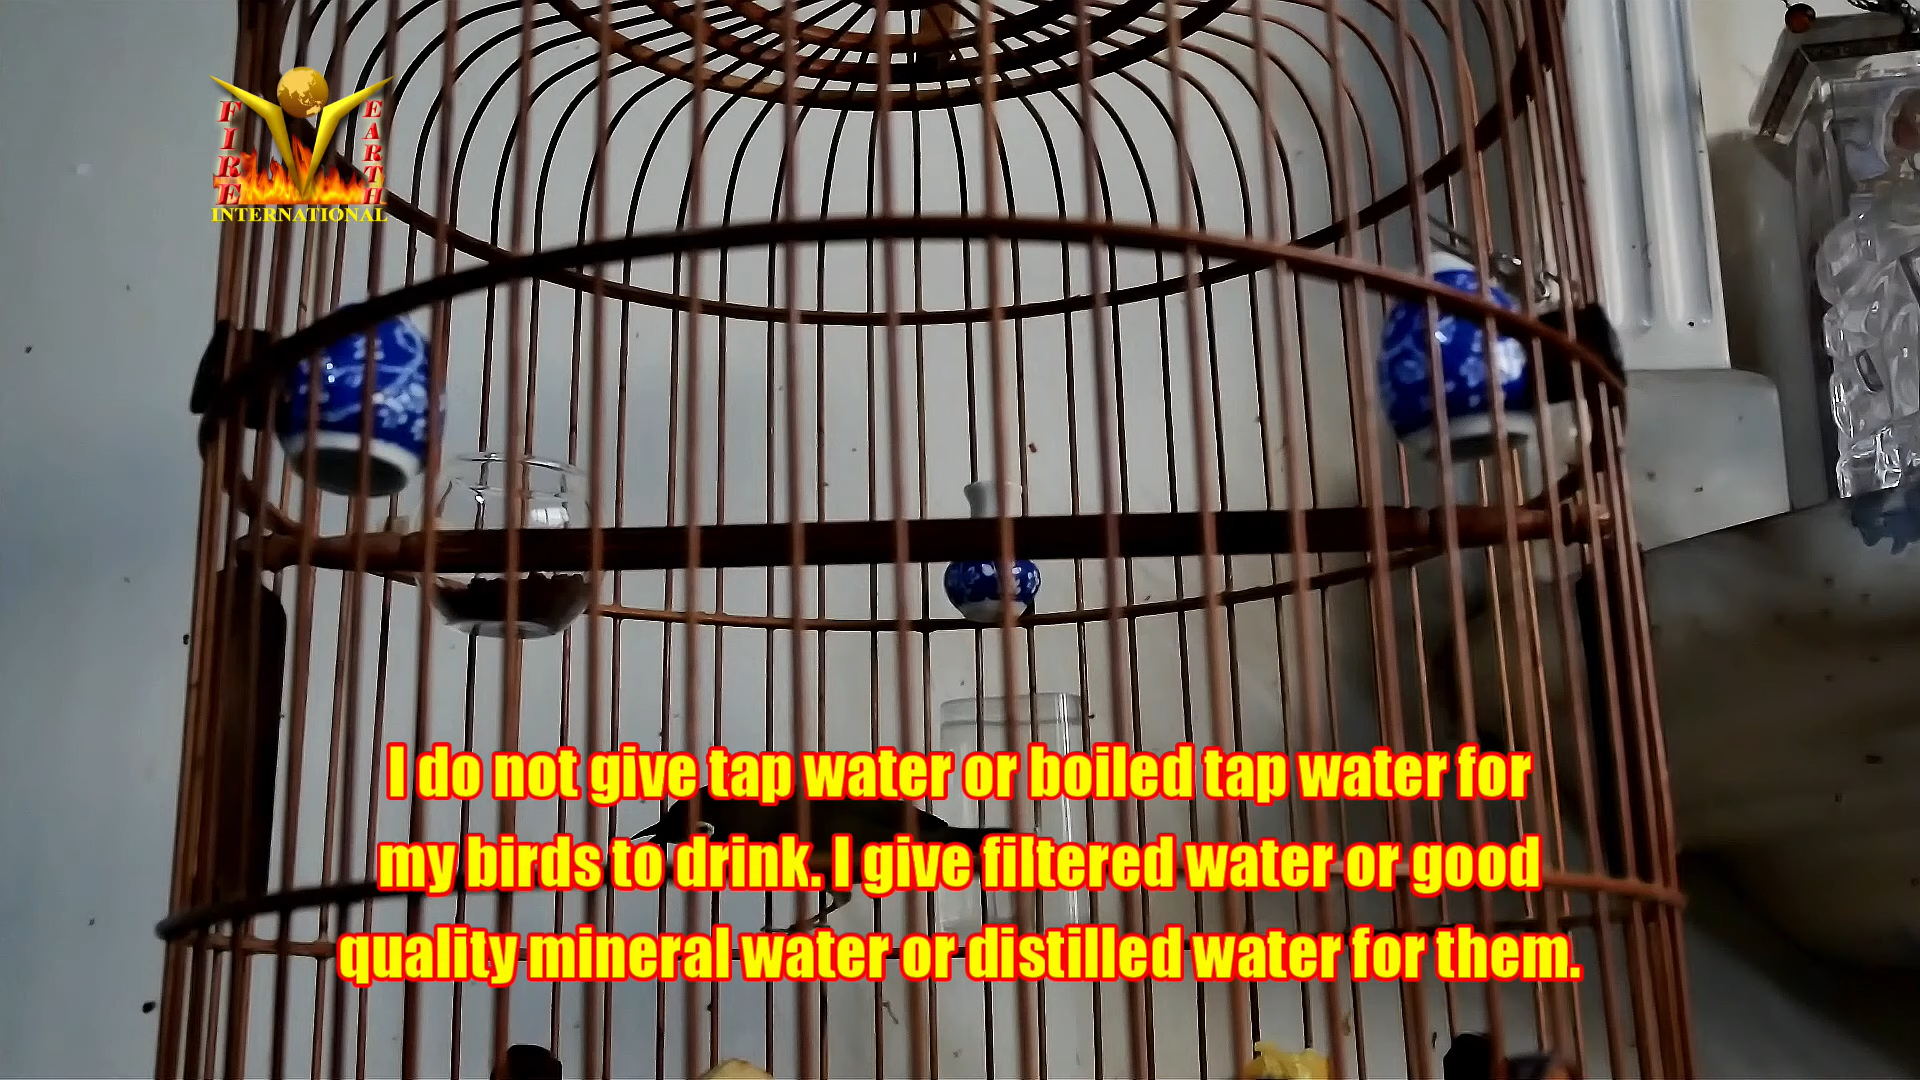 FIRE
EARTH
INTERNATIONAL
I do not give tap water or boiled tap water for
my birds to drink. I give filtered water or good
quality mineral water or distilled water for them.